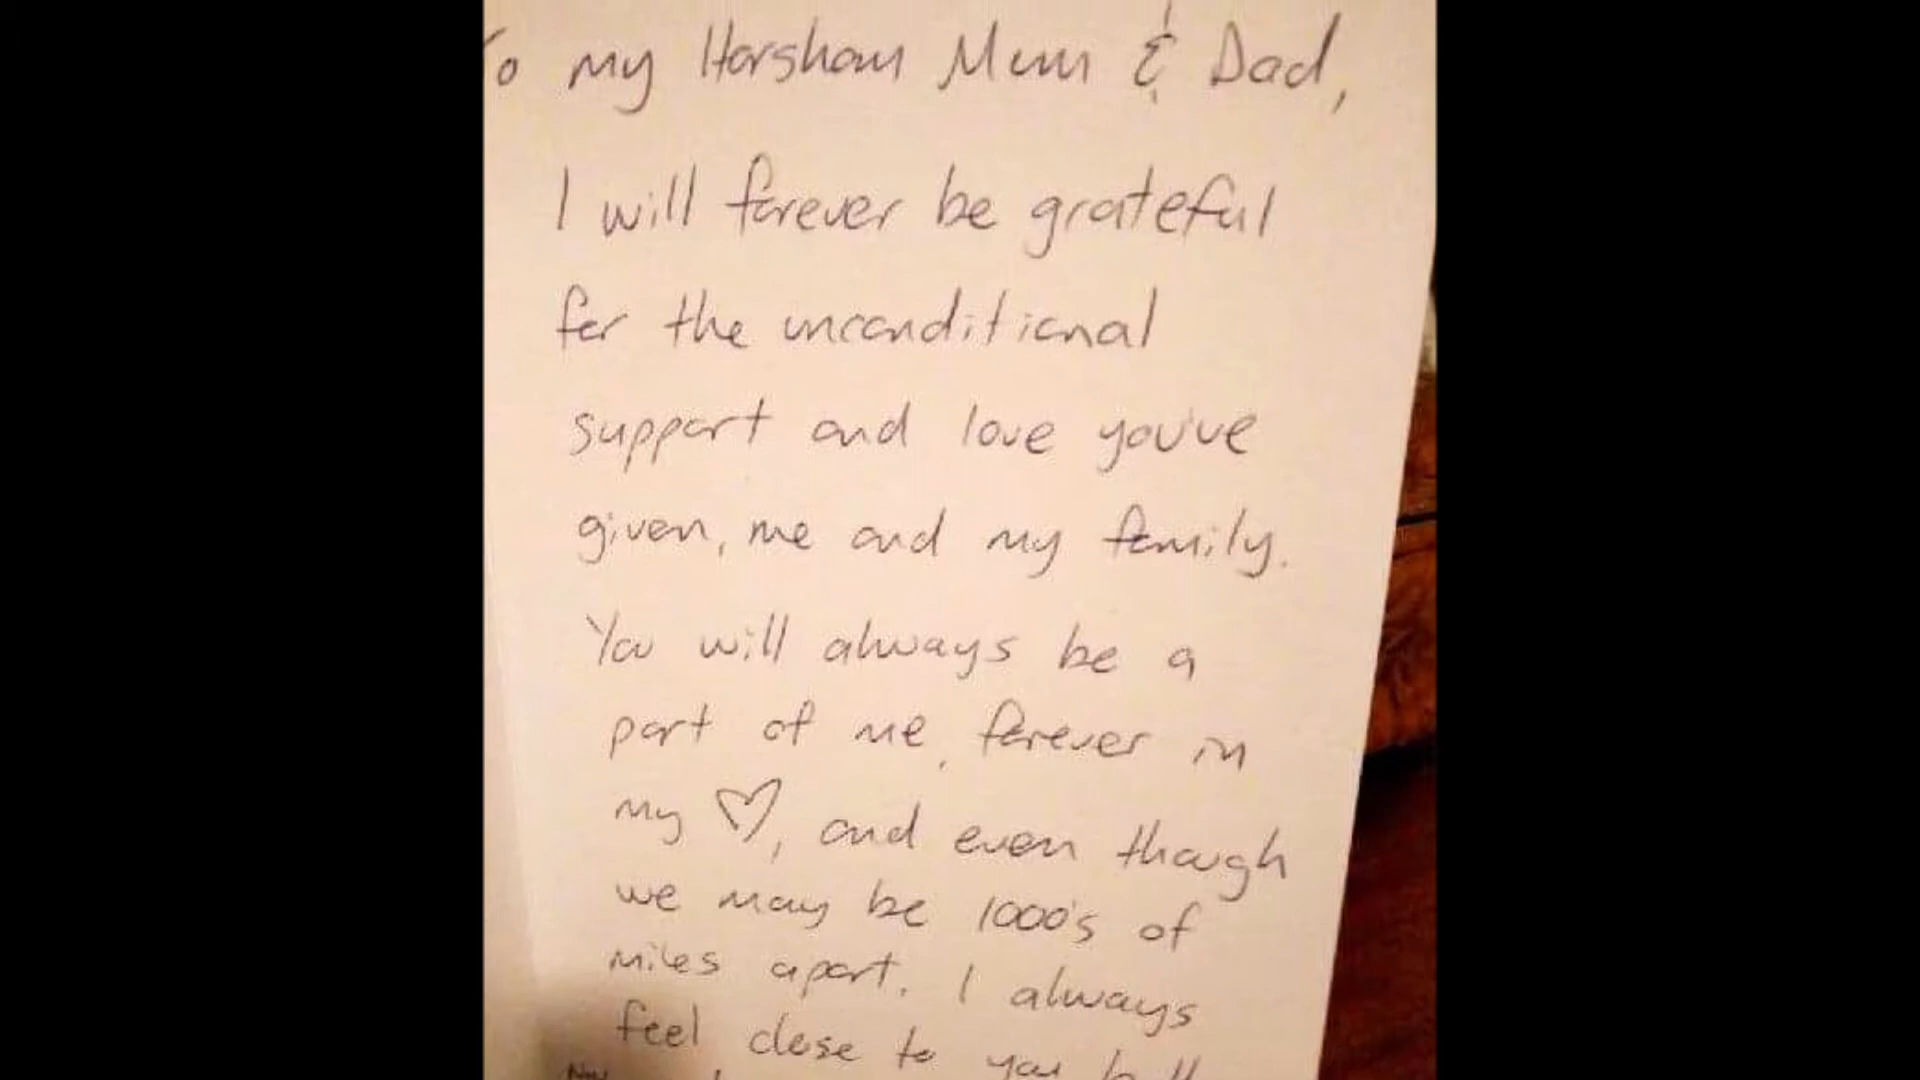 To my Horsham Mum & Dad,
I will forever be grateful
for the unconditional
support and love you've
given, me and my family.
You will always be a
part of me, forever in
my ♡, and even though
we may be 1000's of
miles apart. I always
feel close to you